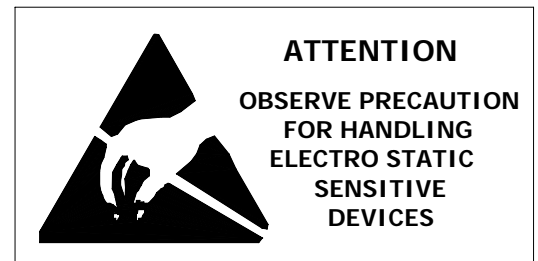 ATTENTION
OBSERVE PRECAUTION
FOR HANDLING
ELECTRO STATIC
SENSITIVE
DEVICES